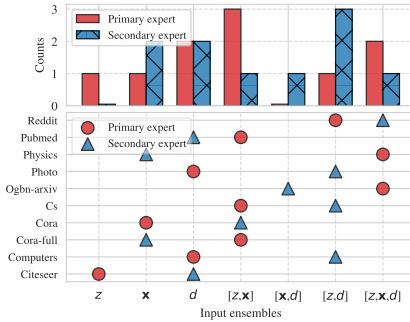 3
2
1
0
Counts
Primary expert
Secondary expert
Reddit
Pubmed
Physics
Photo
Ogbn-arxiv
Cs
Cora
Cora-full
Computers
Citeseer
Primary expert
Secondary expert
z x d [z,x] [x,d] [z,d] [z,x,d]
Input ensembles